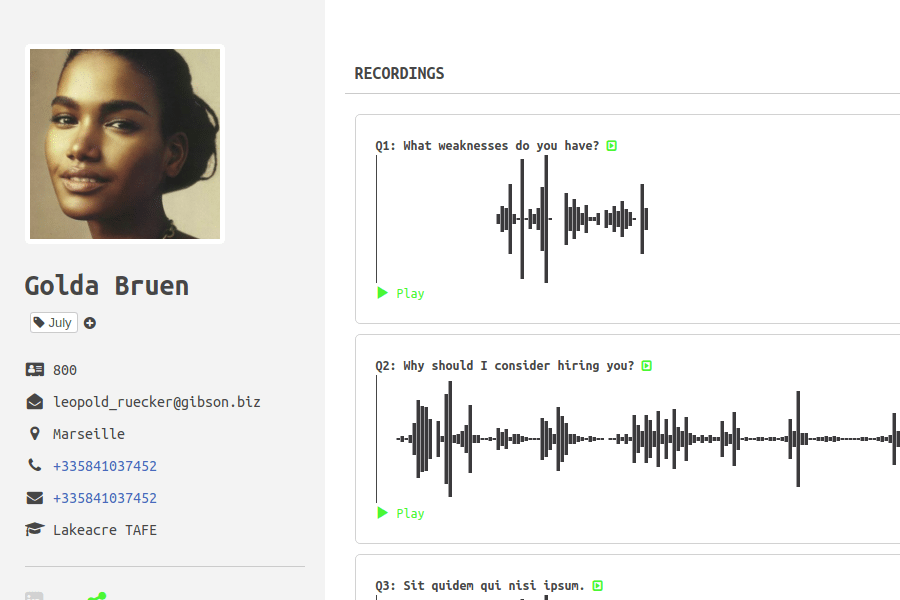 Golda Bruen
July
800
leopold_ruecker@gibson.biz
Marseille
+335841037452
+335841037452
Lakeacre TAFE
RECORDINGS
Q1: What weaknesses do you have?
Play
Q2: Why should I consider hiring you?
Play
Q3: Sit quidem qui nisi ipsum.